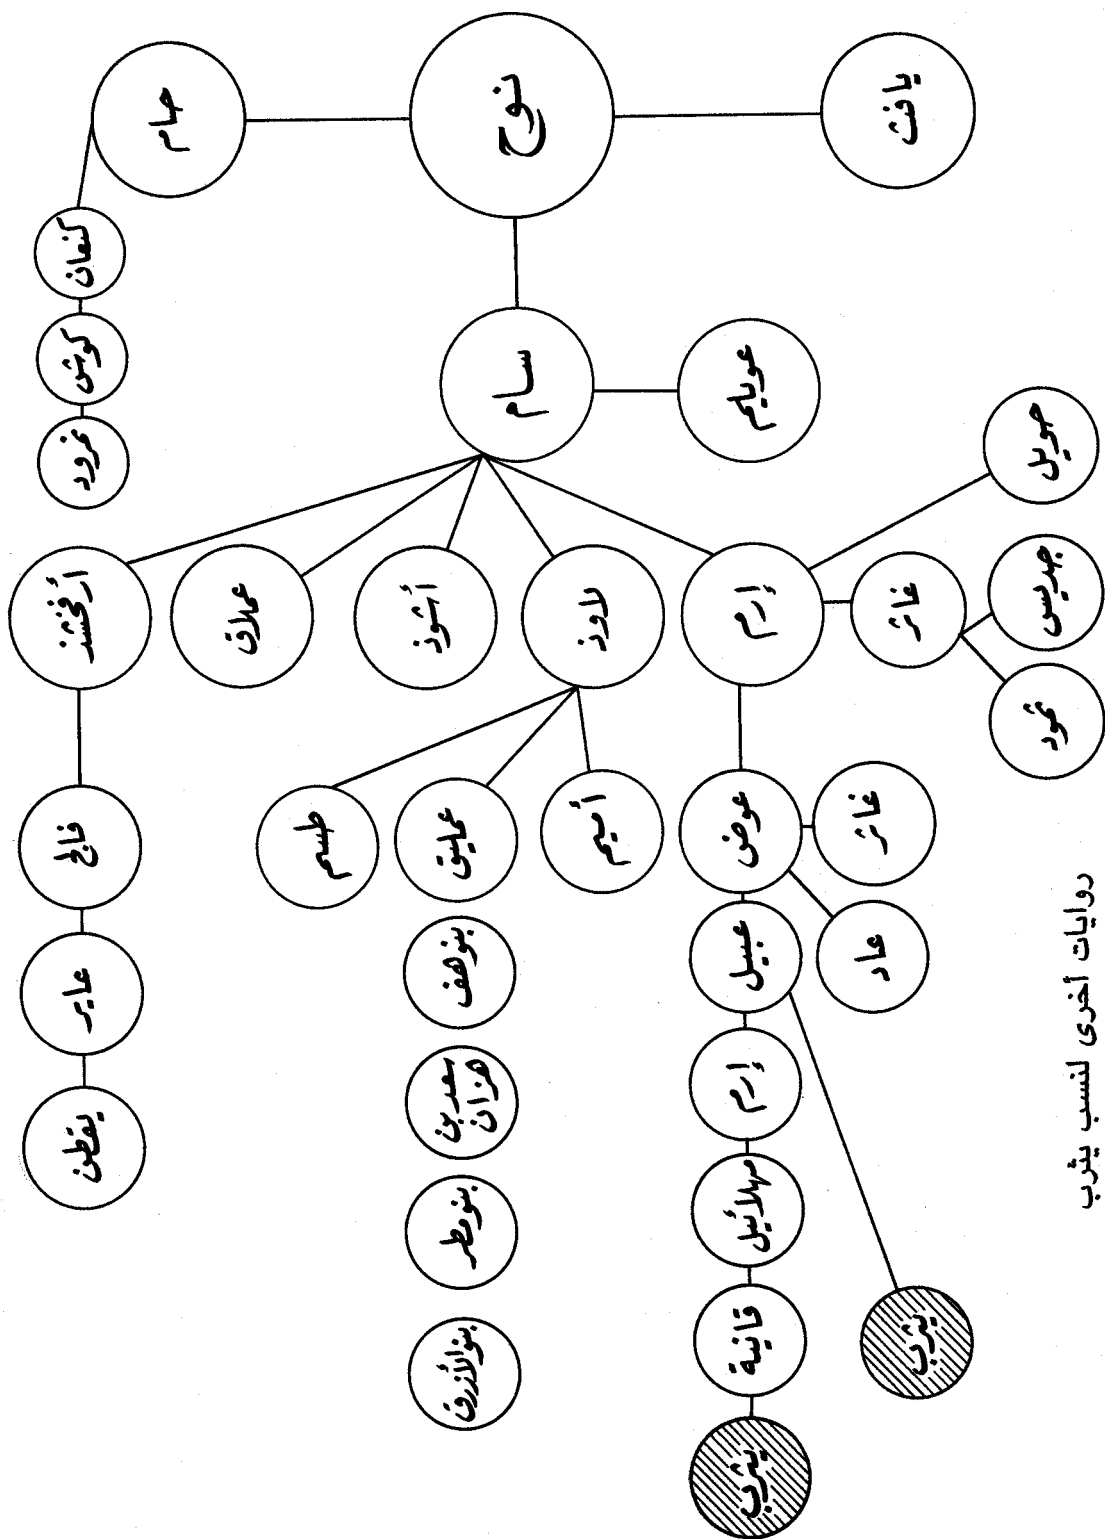 نوح
حام
يافث
كنعان
كوش
نمرود
سام
عويلم
أرفخشذ
عملاق
أشوذ
لاوذ
إرم
حويل
غاثر
جديس
ثمود
فالخ
عابر
يقطن
طسم
عمليق
أميم
بنوهف
سعد بن
هزان
بنومطر
بنوالأزرق
عوض
غاثر
عاد
عبيل
إرم
مهلائيل
قانية
يثرب
يثرب
روايات أخرى لنسب يثرب